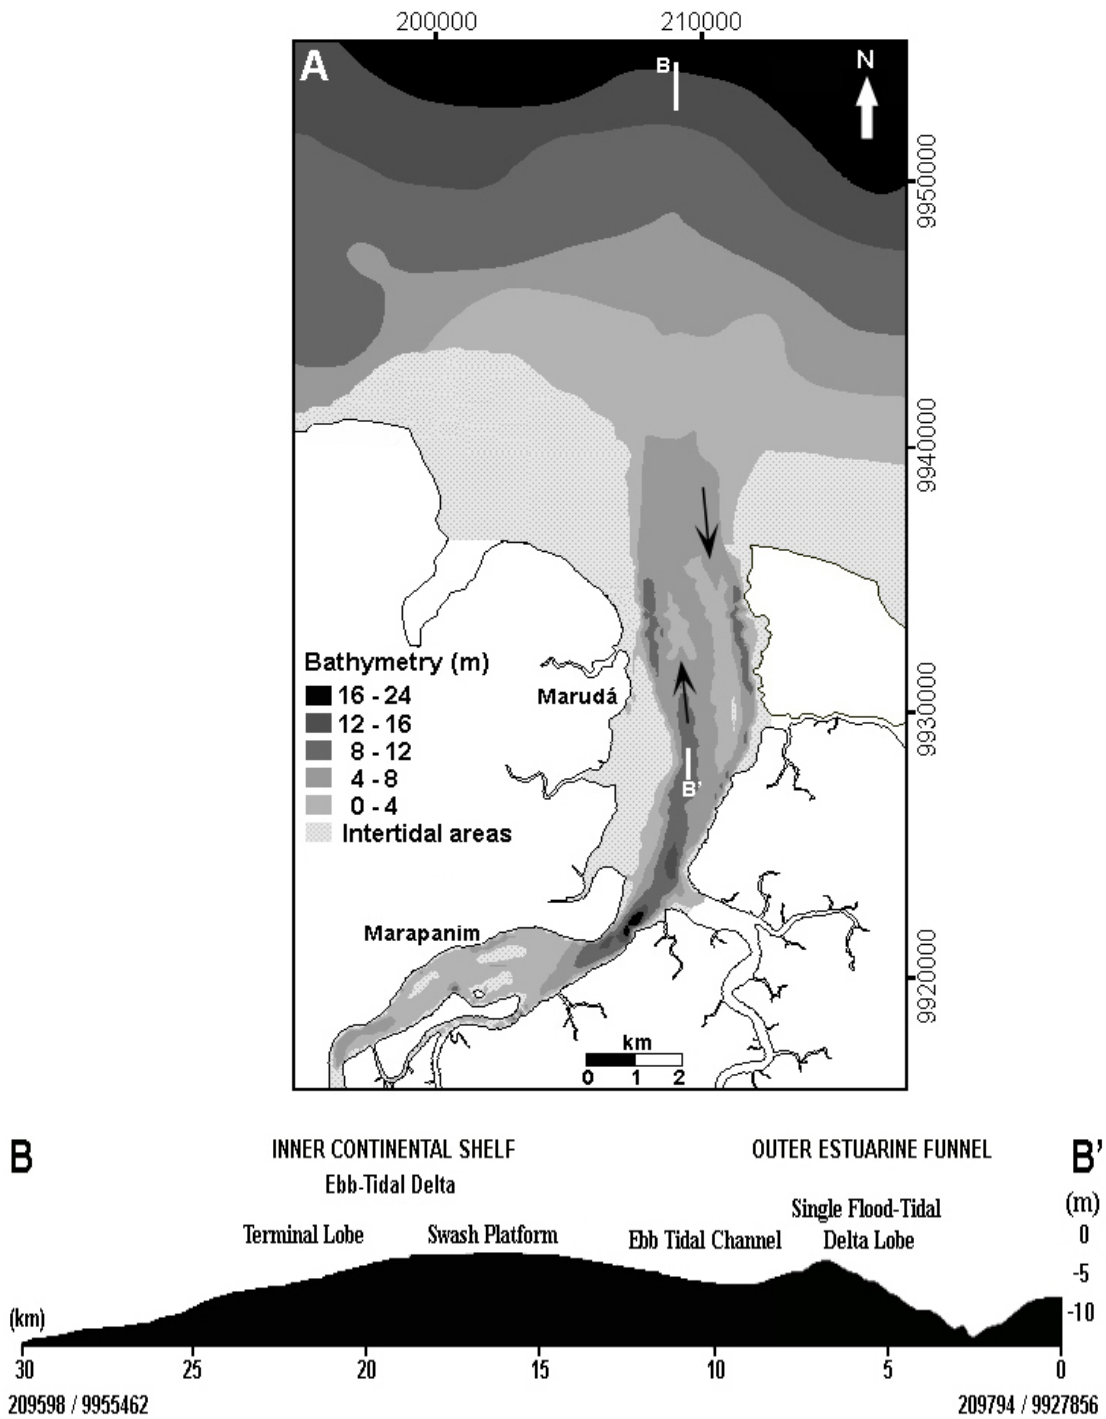 200000 210000
A
B
N
9950000
9940000
9930000
9920000
Bathymetry (m)
16 - 24
12 - 16
8 - 12
4 - 8
0 - 4
Intertidal areas
Marudá
B'
Marapanim
km
0 1 2
B INNER CONTINENTAL SHELF OUTER ESTUARINE FUNNEL B'
Ebb-Tidal Delta
(m)
Single Flood-Tidal
Terminal Lobe Swash Platform Ebb Tidal Channel Delta Lobe
0
-5
-10
(km)
30 25 20 15 10 5 0
209598 / 9955462 209794 / 9927856